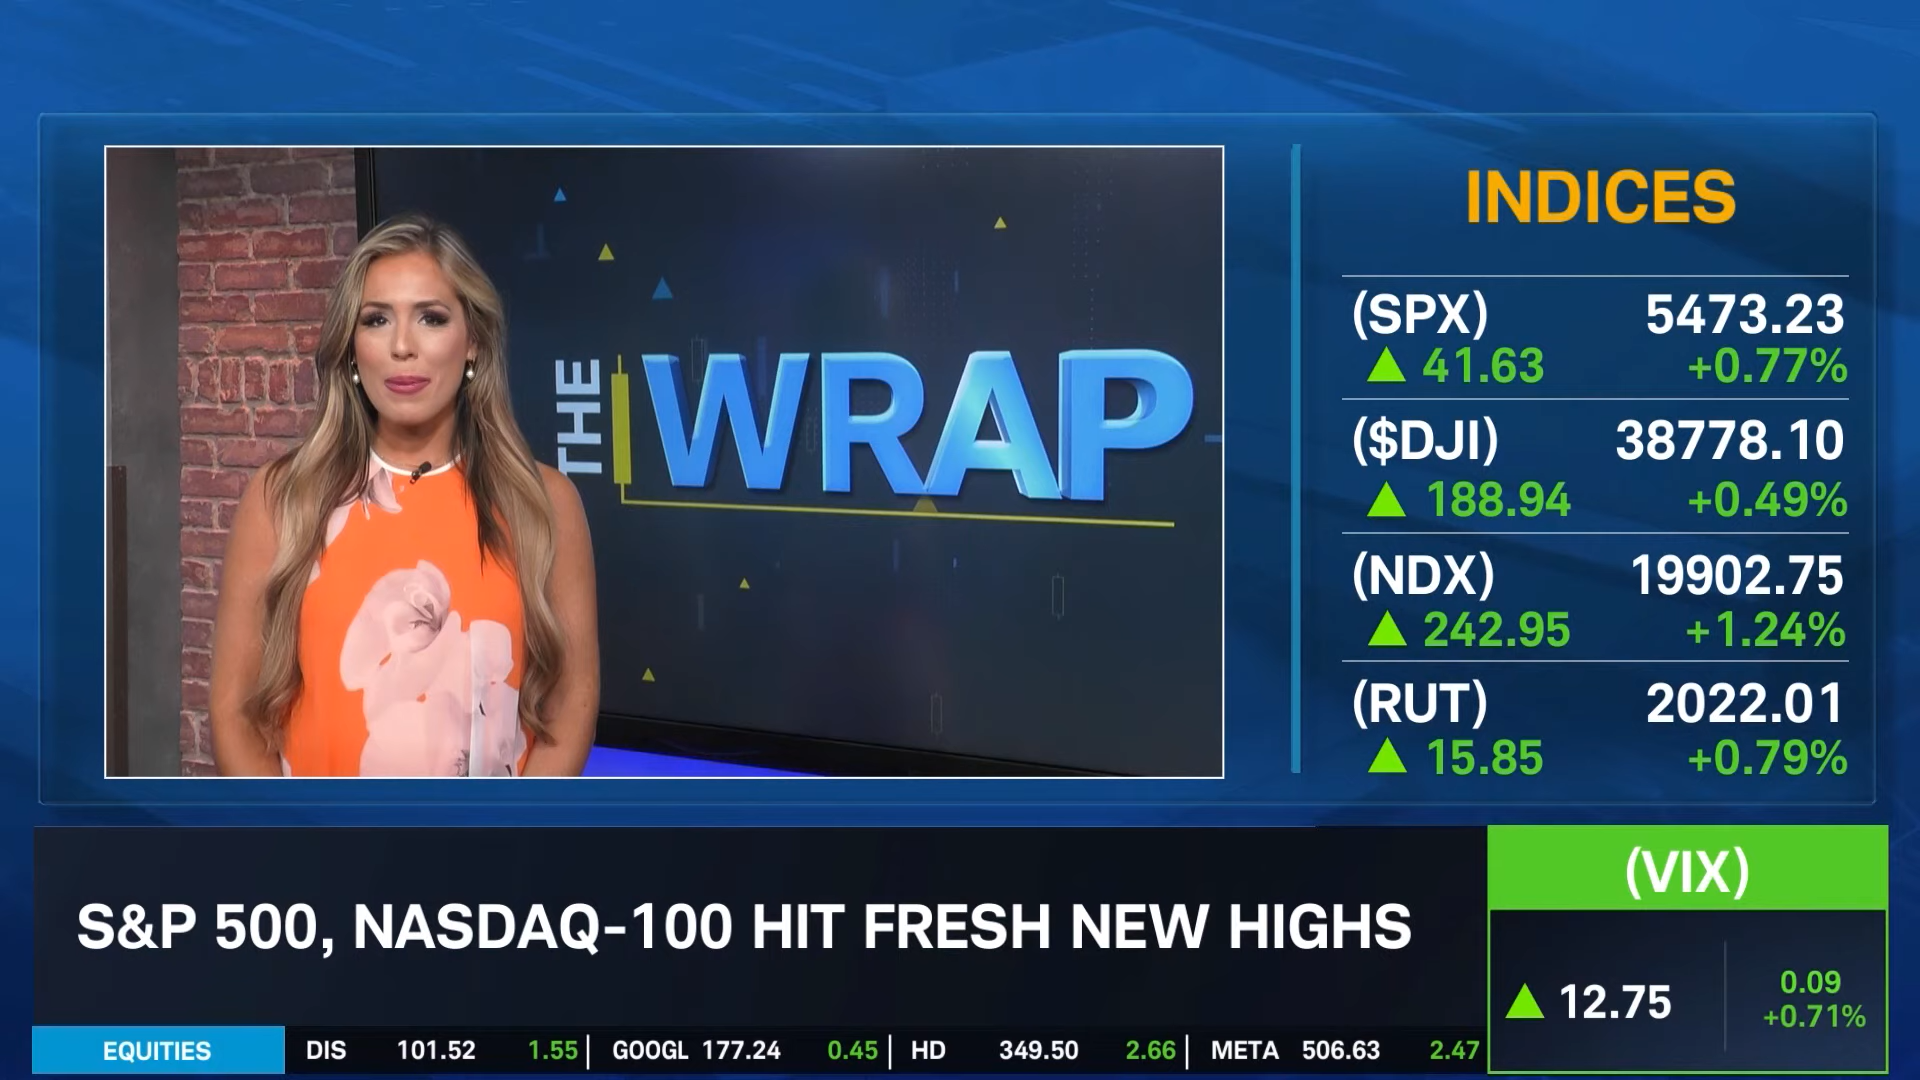 THE WRAP
INDICES
(SPX) 5473.23
▲ 41.63 +0.77%
($DJI) 38778.10
▲ 188.94 +0.49%
(NDX) 19902.75
▲ 242.95 +1.24%
(RUT) 2022.01
▲ 15.85 +0.79%
S&P 500, NASDAQ-100 HIT FRESH NEW HIGHS
(VIX)
▲ 12.75
0.09
+0.71%
EQUITIES DIS 101.52 1.55 | GOOGL 177.24 0.45 | HD 349.50 2.66 | META 506.63 2.47